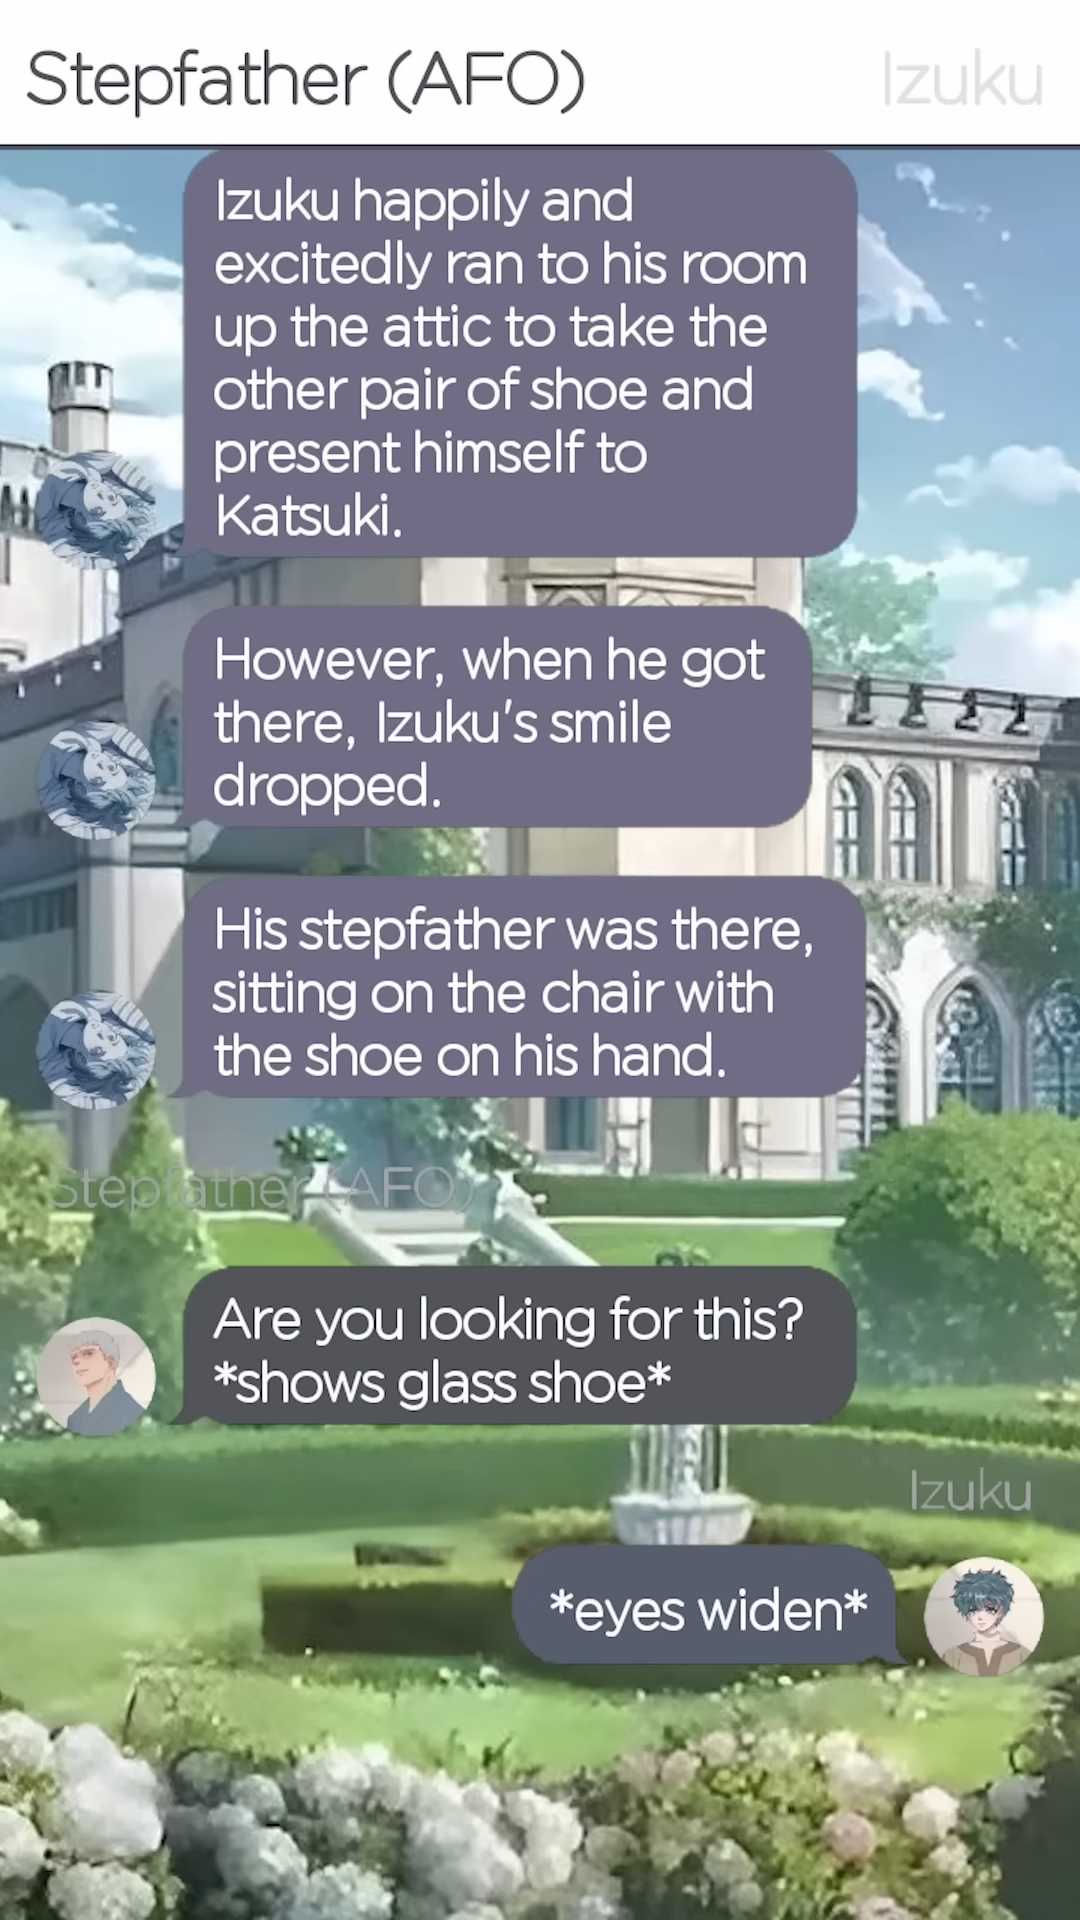 Stepfather (AFO) Izuku
Izuku happily and
excitedly ran to his room
up the attic to take the
other pair of shoe and
present himself to
Katsuki.
However, when he got
there, Izuku's smile
dropped.
His stepfather was there,
sitting on the chair with
the shoe on his hand.
Stepfather (AFO)
Are you looking for this?
*shows glass shoe*
Izuku
*eyes widen*